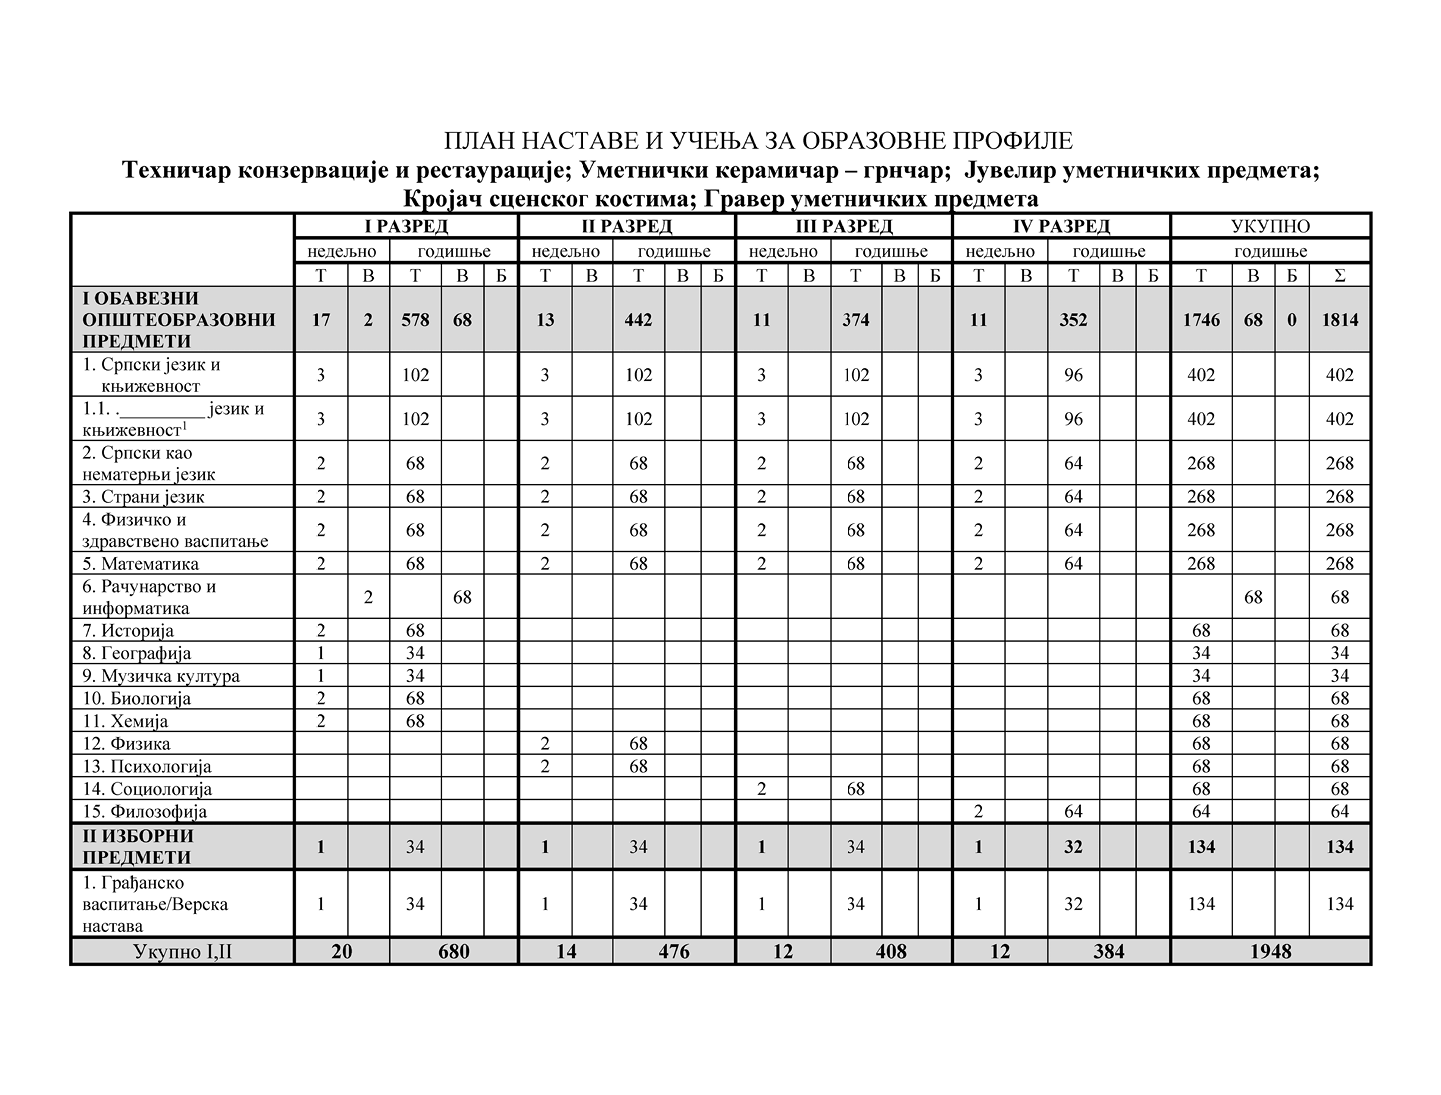 ПЛАН НАСТАВЕ И УЧЕЊА ЗА ОБРАЗОВНЕ ПРОФИЛЕ
Техничар конзервације и рестаурације; Уметнички керамичар – грнчар; Јувелир уметничких предмета;
Кројач сценског костима; Гравер уметничких предмета
I РАЗРЕД II РАЗРЕД III РАЗРЕД IV РАЗРЕД УКУПНО
недељно годишње недељно годишње недељно годишње недељно годишње годишње
Т В Т В Б Т В Т В Б Т В Т В Б Т В Т В Б Т В Б Σ
I ОБАВЕЗНИ
ОПШТЕОБРАЗОВНИ 17 2 578 68 13 442 11 374 11 352 1746 68 0 1814
ПРЕДМЕТИ
1. Српски језик и
књижевност 3 102 3 102 3 102 3 96 402 402
1.1. ._________ језик и
књижевност1 3 102 3 102 3 102 3 96 402 402
2. Српски као
нематерњи језик 2 68 2 68 2 68 2 64 268 268
3. Страни језик 2 68 2 68 2 68 2 64 268 268
4. Физичко и
здравствено васпитање 2 68 2 68 2 68 2 64 268 268
5. Математика 2 68 2 68 2 68 2 64 268 268
6. Рачунарство и
информатика 2 68 68 68
7. Историја 2 68 68 68
8. Географија 1 34 34 34
9. Музичка култура 1 34 34 34
10. Биологија 2 68 68 68
11. Хемија 2 68 68 68
12. Физика 2 68 68 68
13. Психологија 2 68 68 68
14. Социологија 2 68 68 68
15. Филозофија 2 64 64 64
II ИЗБОРНИ
ПРЕДМЕТИ 1 34 1 34 1 34 1 32 134 134
1. Грађанско
васпитање/Верска 1 34 1 34 1 34 1 32 134 134
настава
Укупно I,II 20 680 14 476 12 408 12 384 1948